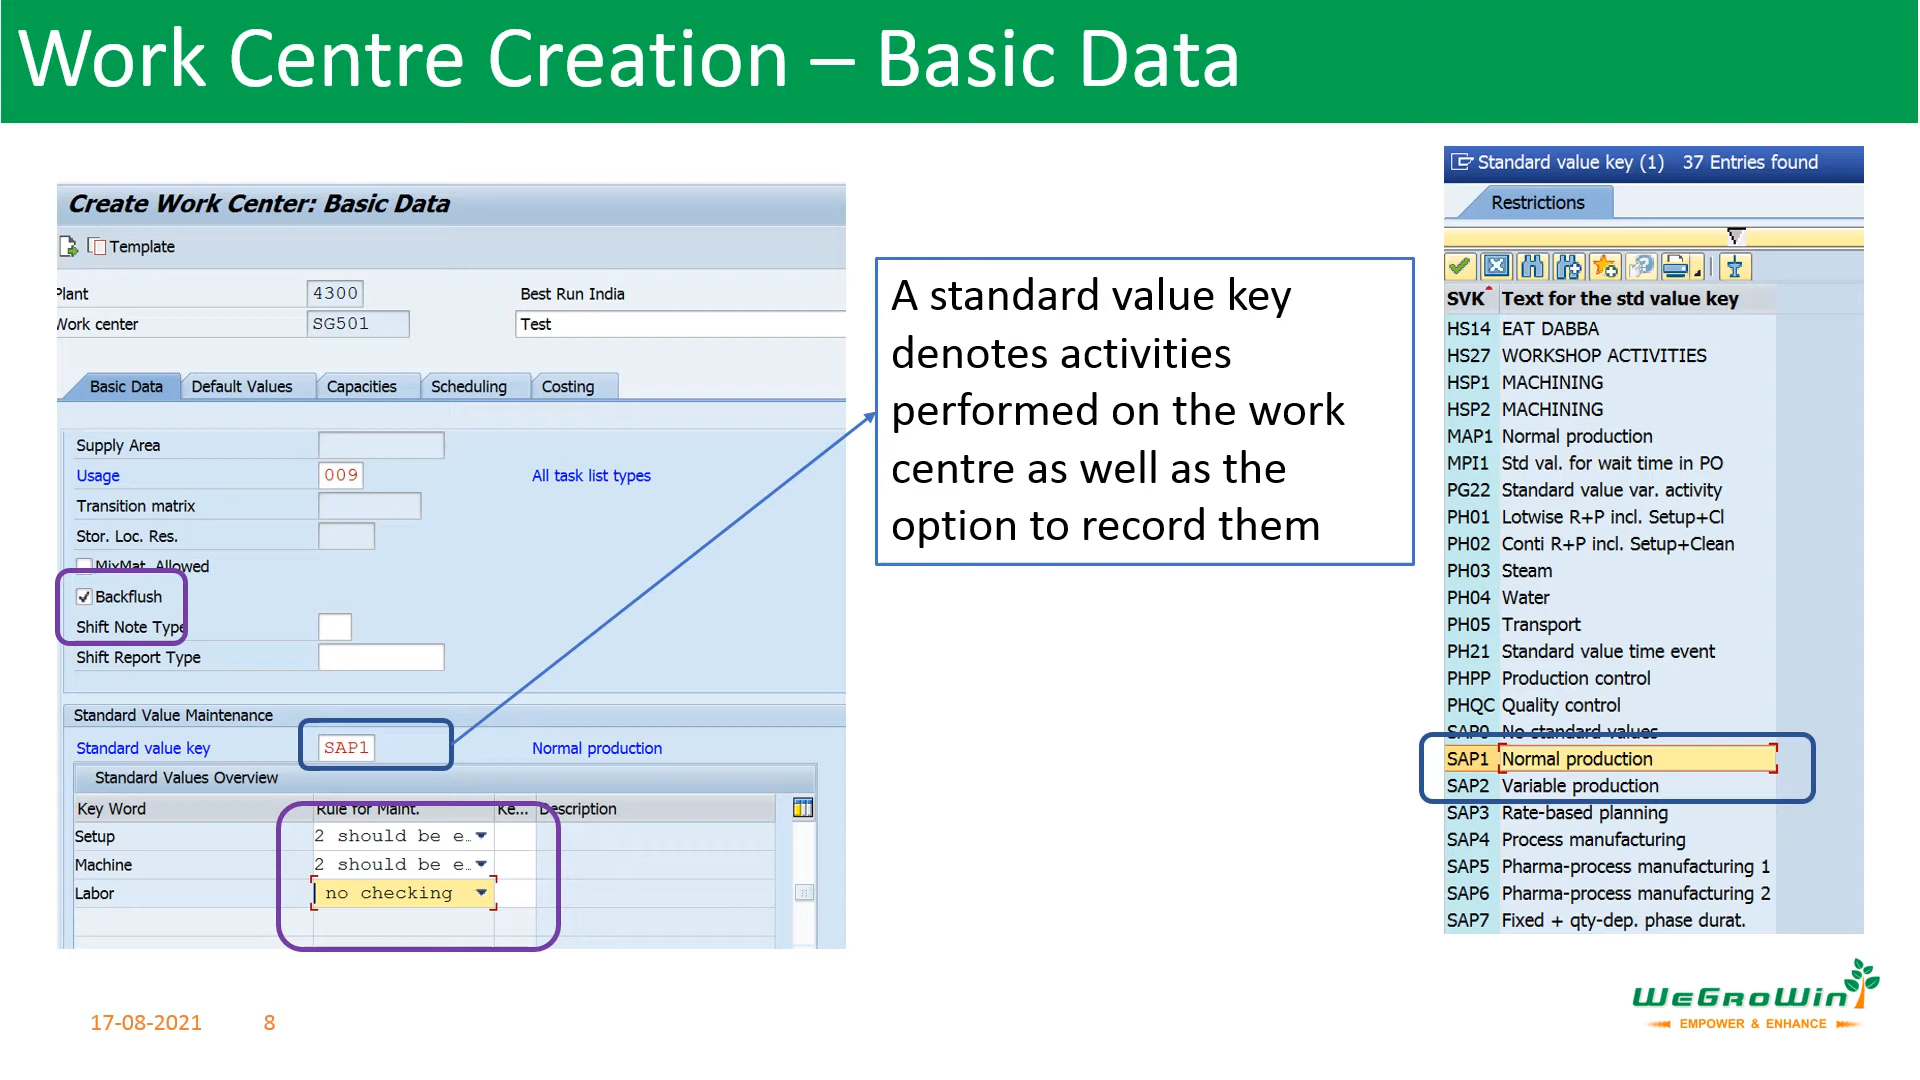 Work Centre Creation – Basic Data
Create Work Center: Basic Data
Template
Plant 4300 Best Run India
Work center SG501 Test
Basic Data Default Values Capacities Scheduling Costing
Supply Area
Usage 009 All task list types
Transition matrix
Stor. Loc. Res.
MixMat. Allowed
Backflush
Shift Note Type
Shift Report Type
Standard Value Maintenance
Standard value key SAP1 Normal production
Standard Values Overview
Key Word Rule for Maint. Ke... Description
Setup 2 should be e…
Machine 2 should be e…
Labor no checking
A standard value key
denotes activities
performed on the work
centre as well as the
option to record them
Standard value key (1) 37 Entries found
Restrictions
SVK Text for the std value key
HS14 EAT DABBA
HS27 WORKSHOP ACTIVITIES
HSP1 MACHINING
HSP2 MACHINING
MAP1 Normal production
MPI1 Std val. for wait time in PO
PG22 Standard value var. activity
PH01 Lotwise R+P incl. Setup+Cl
PH02 Conti R+P incl. Setup+Clean
PH03 Steam
PH04 Water
PH05 Transport
PH21 Standard value time event
PHPP Production control
PHQC Quality control
SAP0 No standard values
SAP1 Normal production
SAP2 Variable production
SAP3 Rate-based planning
SAP4 Process manufacturing
SAP5 Pharma-process manufacturing 1
SAP6 Pharma-process manufacturing 2
SAP7 Fixed + qty-dep. phase durat.
WeGroWin
EMPOWER & ENHANCE
17-08-2021 8